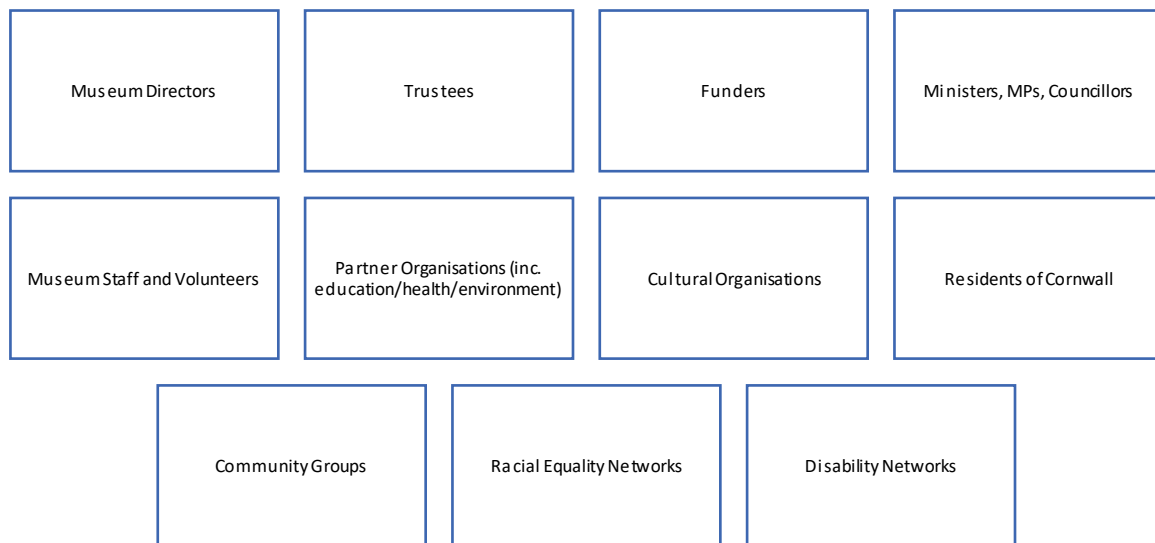 Museum Directors
Trustees
Funders
Ministers, MPs, Councillors
Museum Staff and Volunteers
Partner Organisations (inc.
education/health/environment)
Cultural Organisations
Residents of Cornwall
Community Groups
Racial Equality Networks
Disability Networks